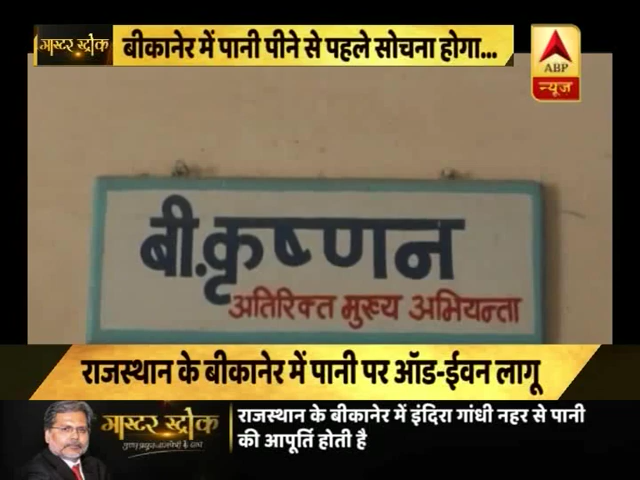 मास्टर स्ट्रोक
बीकानेर में पानी पीने से पहले सोचना होगा...
ABP
न्यूज़
बी.कृष्णन
अतिरिक्त मुख्य अभियन्ता
राजस्थान के बीकानेर में पानी पर ऑड-ईवन लागू
मास्टर स्ट्रोक
राजस्थान के बीकानेर में इंदिरा गांधी नहर से पानी
की आपूर्ति होती है